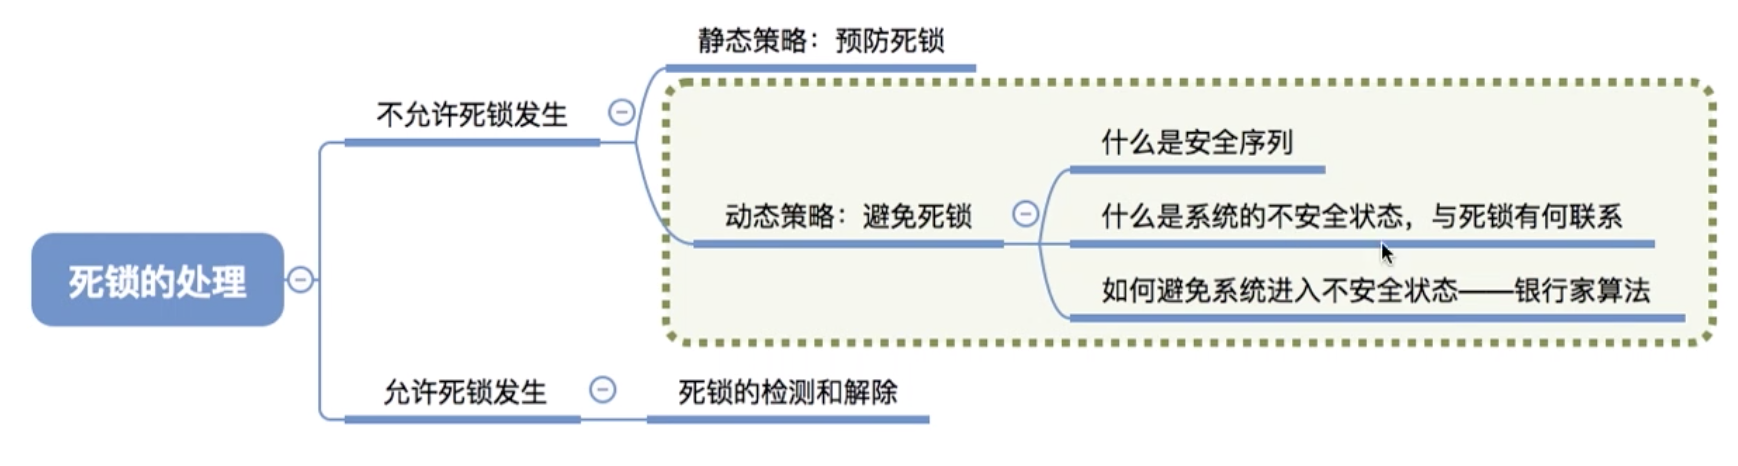 静态策略：预防死锁
不允许死锁发生
什么是安全序列
动态策略：避免死锁
什么是系统的不安全状态，与死锁有何联系
死锁的处理
如何避免系统进入不安全状态——银行家算法
允许死锁发生
死锁的检测和解除